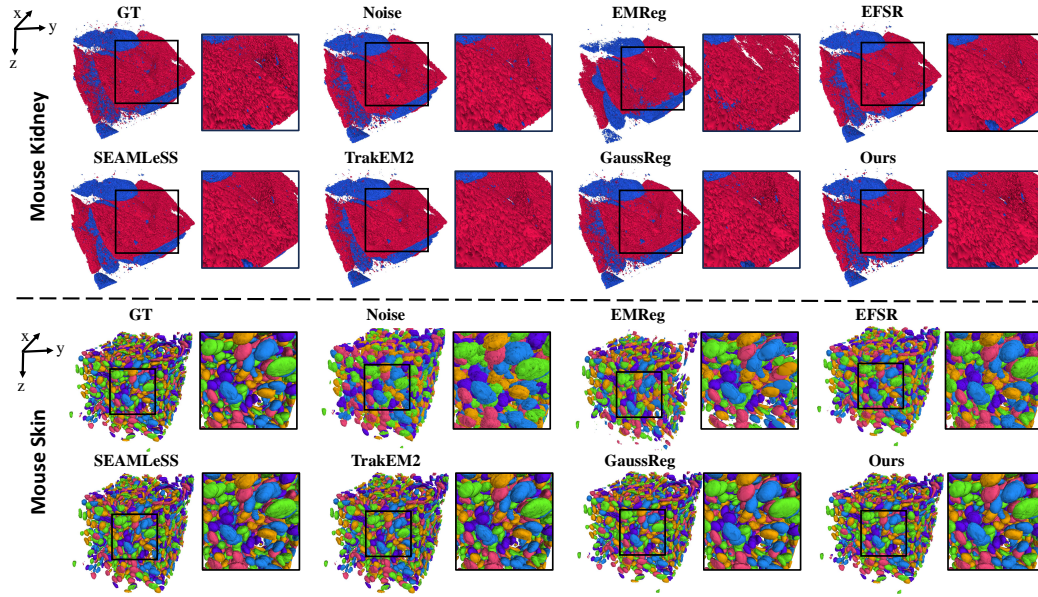 x
y
z
GT
Noise
EMReg
EFSR
Mouse Kidney
SEAMLeSS
TrakEM2
GaussReg
Ours
x
y
z
GT
Noise
EMReg
EFSR
Mouse Skin
SEAMLeSS
TrakEM2
GaussReg
Ours